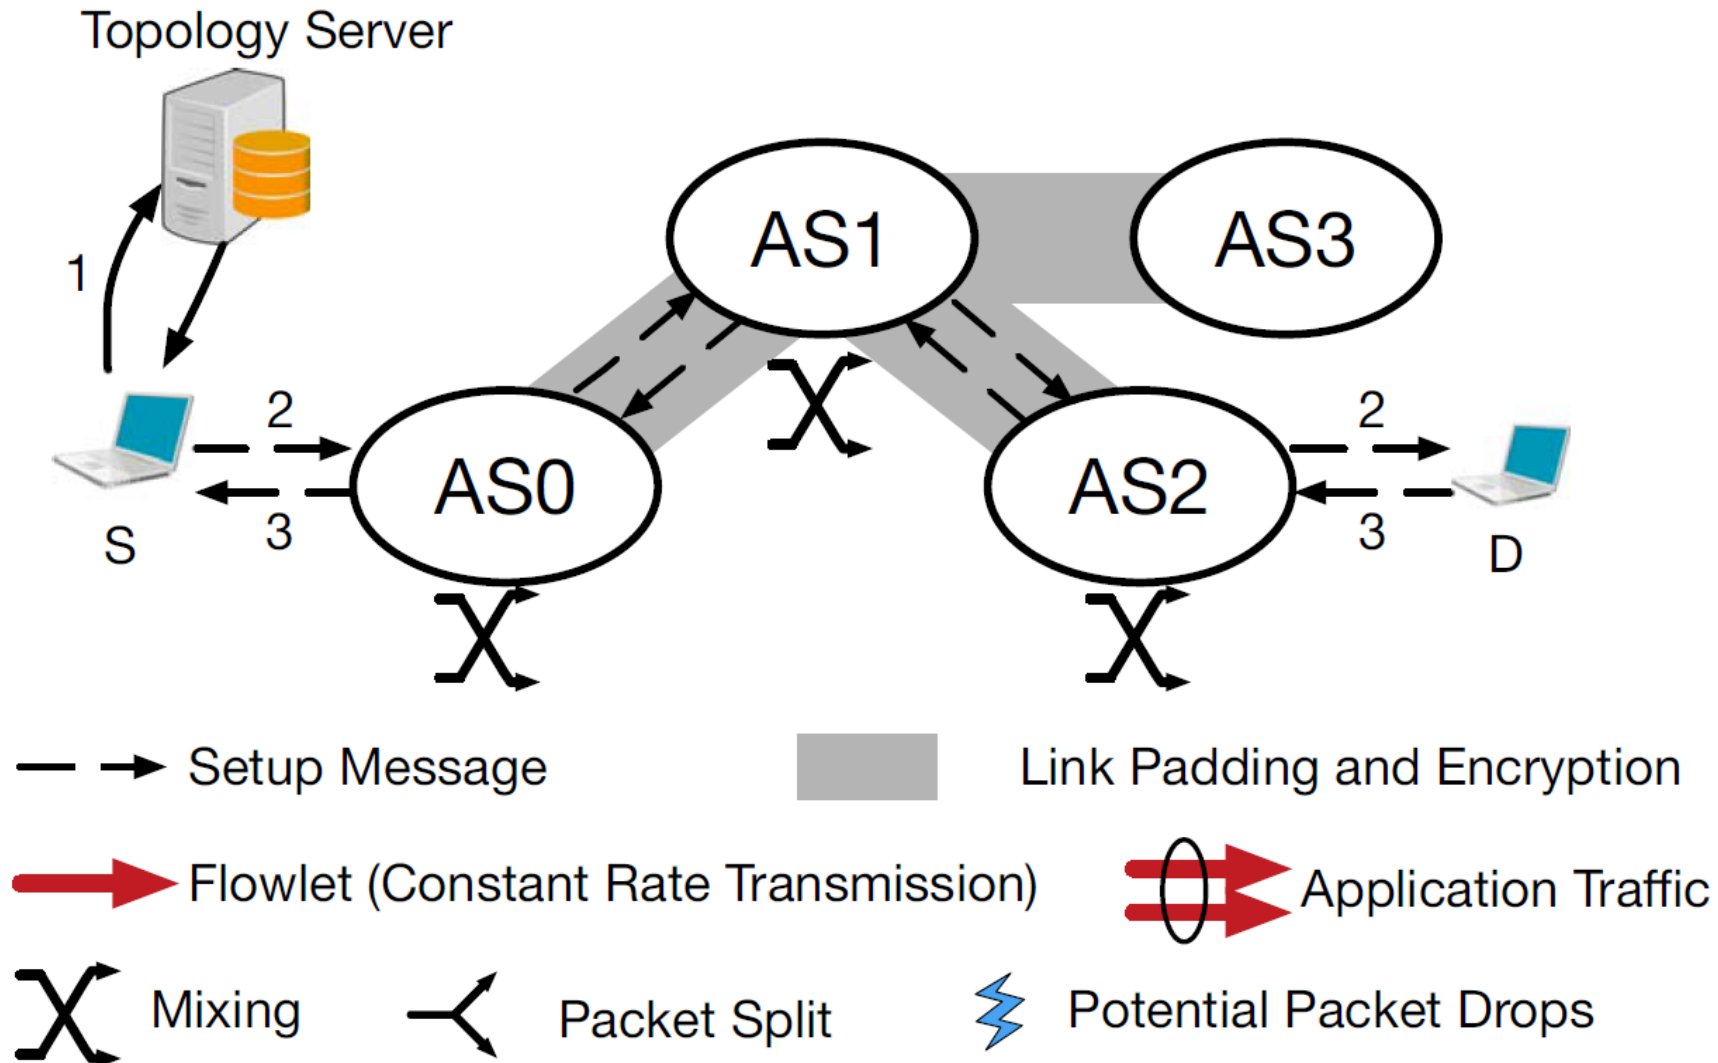 Topology Server
1
AS1
AS3
2
AS0
3
S
2
AS2
3
D
Setup Message
Link Padding and Encryption
Flowlet (Constant Rate Transmission)
Application Traffic
Mixing
Packet Split
Potential Packet Drops